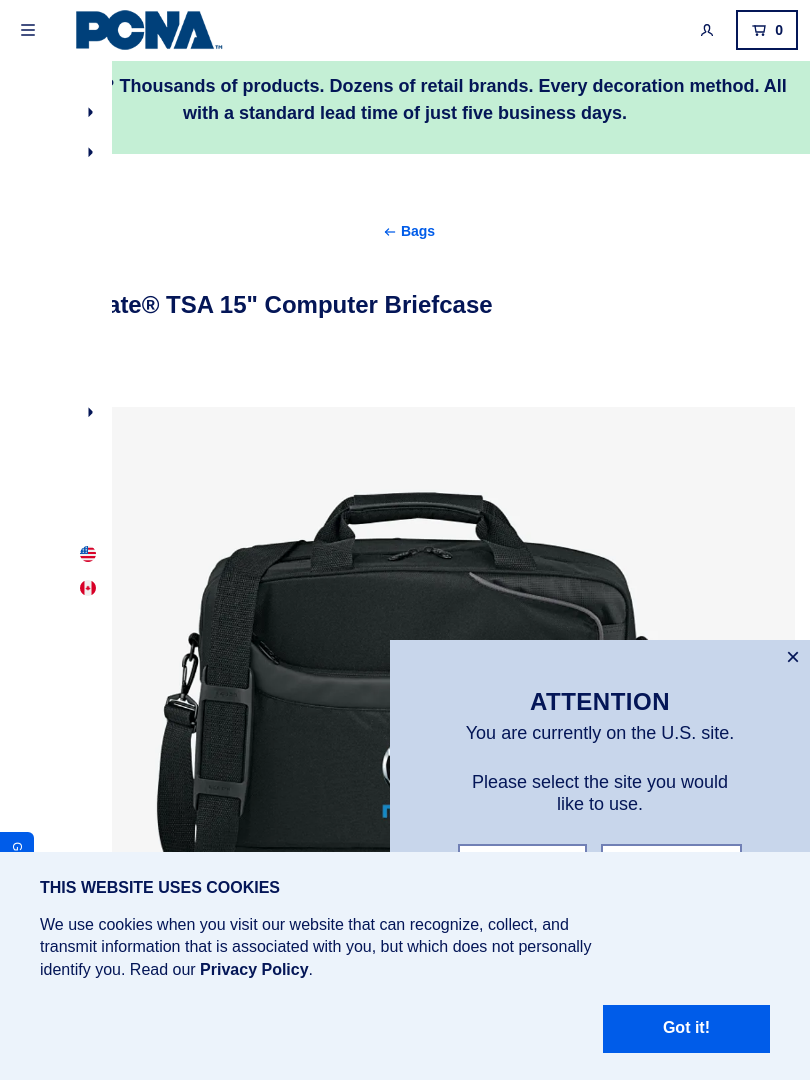 PCNA™
0
? Thousands of products. Dozens of retail brands. Every decoration method. All
with a standard lead time of just five business days.
← Bags
ate® TSA 15" Computer Briefcase
ATTENTION
You are currently on the U.S. site.
Please select the site you would
like to use.
G
THIS WEBSITE USES COOKIES
We use cookies when you visit our website that can recognize, collect, and
transmit information that is associated with you, but which does not personally
identify you. Read our Privacy Policy.
Got it!